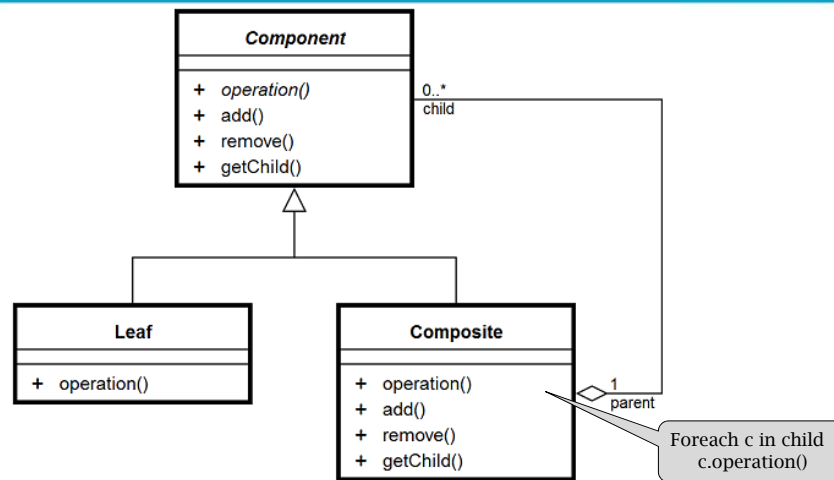 Component
+ operation()
+ add()
+ remove()
+ getChild()
0..*
child
Leaf
+ operation()
Composite
+ operation()
+ add()
+ remove()
+ getChild()
1
parent
Foreach c in child
c.operation()